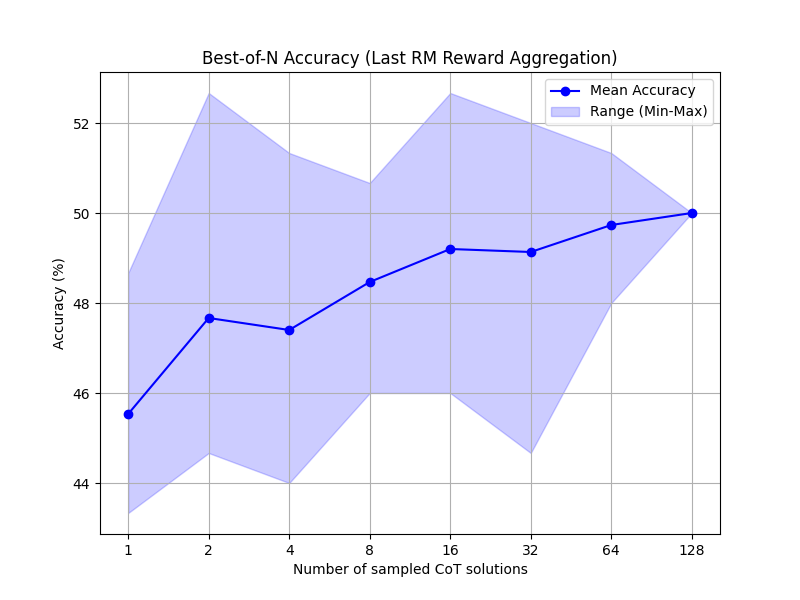 Best-of-N Accuracy (Last RM Reward Aggregation)
Mean Accuracy
Range (Min-Max)
Accuracy (%)
52
50
48
46
44
1 2 4 8 16 32 64 128
Number of sampled CoT solutions